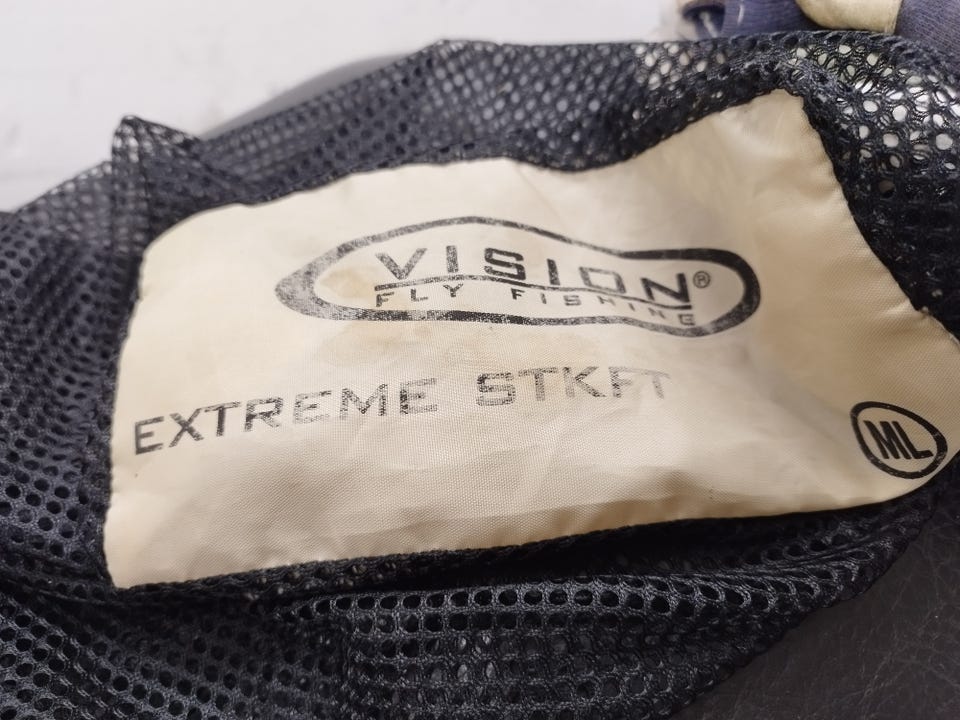 VISION®
FLY FISHING
EXTREME STKFT
ML